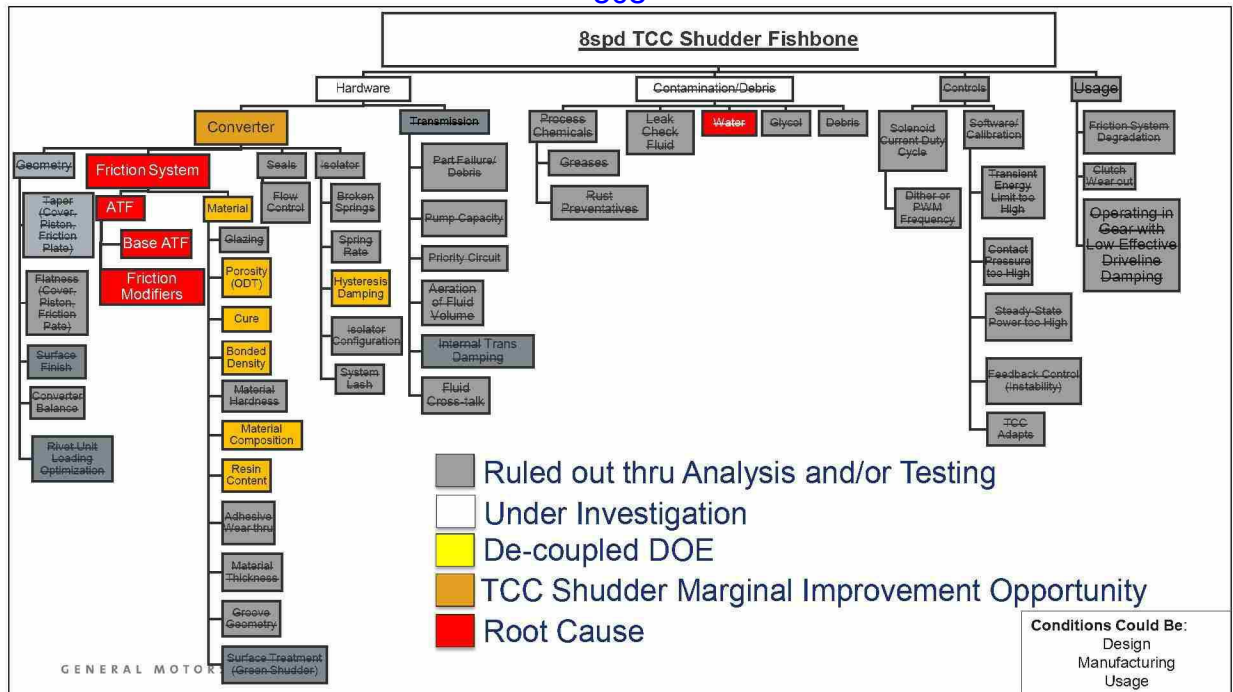 8spd TCC Shudder Fishbone
Hardware
Contamination/Debris
Controls
Usage
Converter
Transmission
Process
Chemicals
Leak
Check
Fluid
Water
Glycol
Debris
Solenoid
Current Duty
Cycle
Software/
Calibration
Friction System
Degradation
Geometry
Friction System
Seals
Isolator
Part Failure/
Debris
Greases
Dither or
PWM
Frequency
Transient
Energy
Limit too
High
Clutch
Wear out
Taper
(Cover,
Piston,
Friction
Plate)
ATF
Material
Flow
Control
Broken
Springs
Pump Capacity
Rust
Preventatives
Contact
Pressure
too High
Operating in
Gear with
Low Effective
Driveline
Damping
Base ATF
Glazing
Spring
Rate
Priority Circuit
Flatness
(Cover,
Piston,
Friction
Pate)
Friction
Modifiers
Porosity
(ODT)
Hysteresis
Damping
Aeration
of Fluid
Volume
Steady-State
Power too High
Cure
Isolator
Configuration
Internal Trans
Damping
Surface
Finish
Bonded
Density
System
Lash
Fluid
Cross-talk
Feedback Control
(Instability)
Converter
Balance
Material
Hardness
TCC
Adapts
Rivet Unit
Loading
Optimization
Material
Composition
Resin
Content
Adhesive
Wear thru
Material
Thickness
Groove
Geometry
Surface Treatment
(Green Shudder)
Ruled out thru Analysis and/or Testing
Under Investigation
De-coupled DOE
TCC Shudder Marginal Improvement Opportunity
Root Cause
Conditions Could Be:
Design
Manufacturing
Usage
GENERAL MOTORS